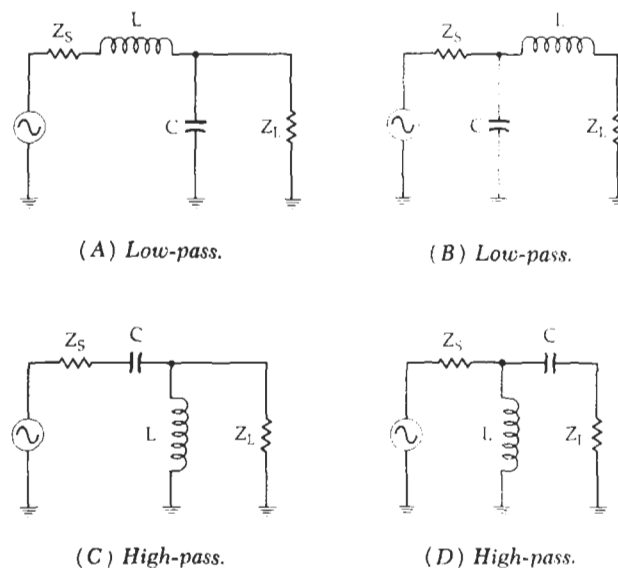 Z_S L
C Z_L
(A) Low-pass.
Z_S L
C Z_L
(B) Low-pass.
Z_S C
L Z_L
(C) High-pass.
Z_S C
L Z_L
(D) High-pass.